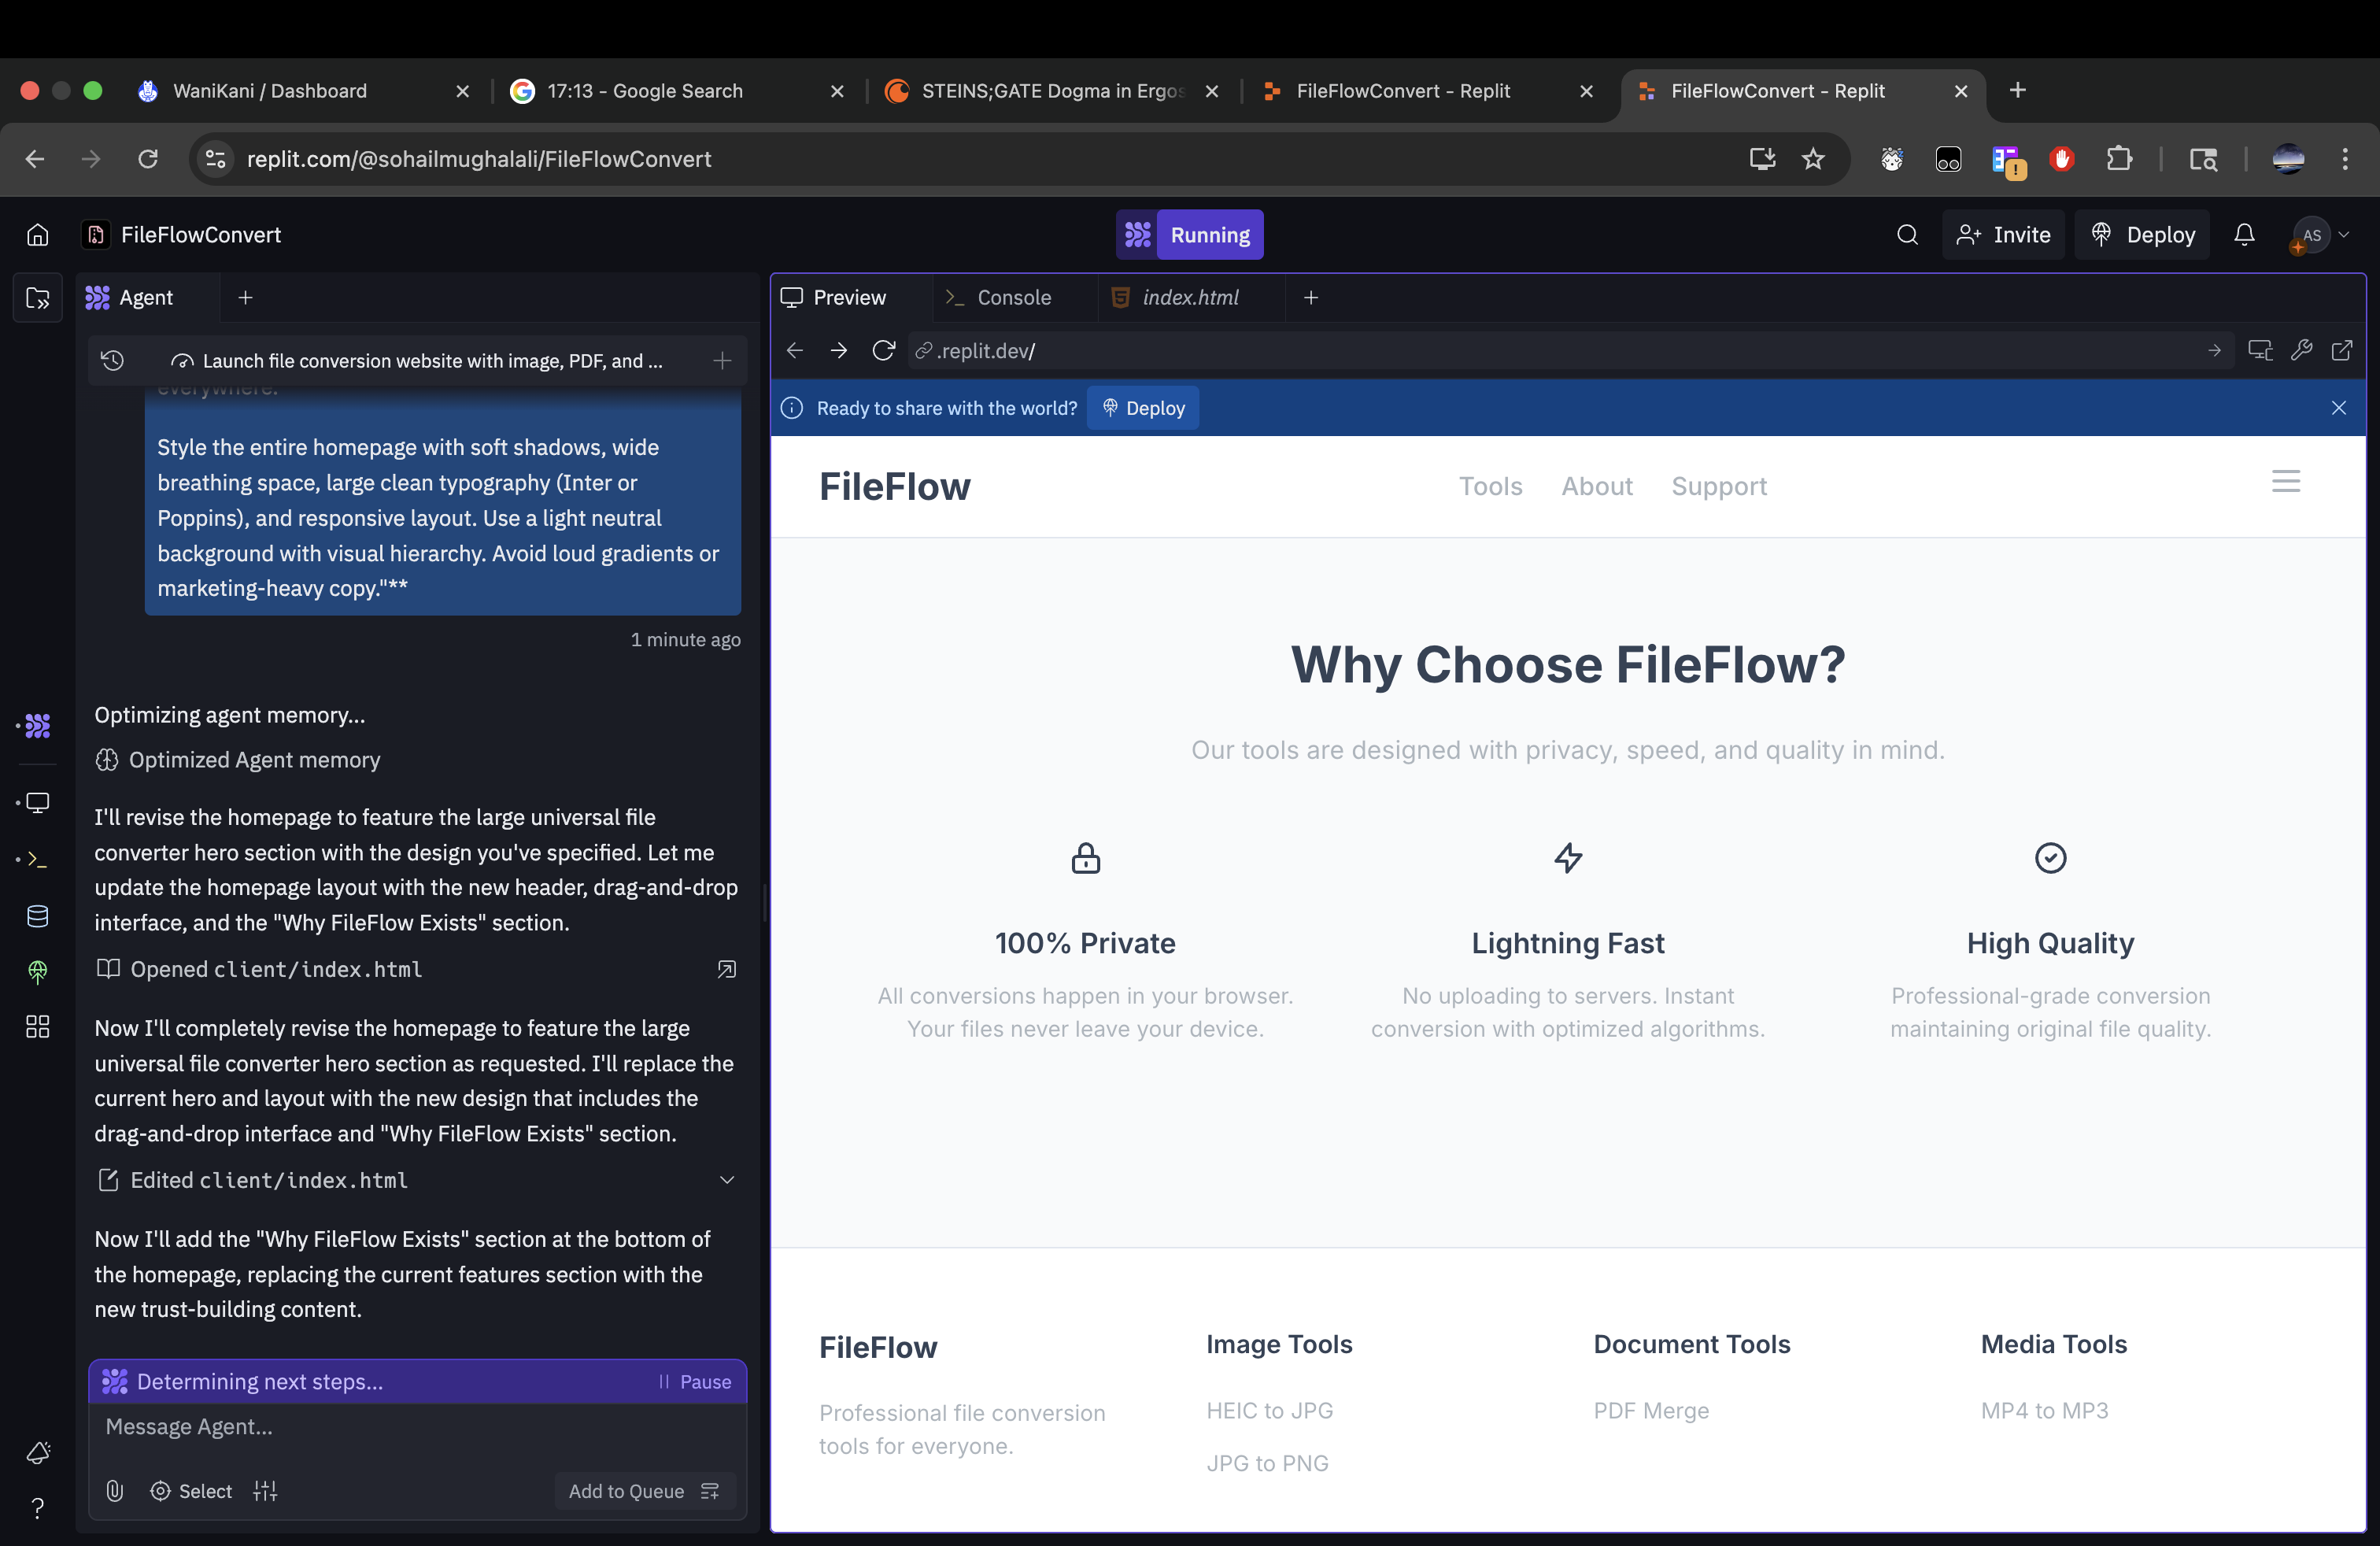 WaniKani / Dashboard
17:13 - Google Search
STEINS;GATE Dogma in Ergos
FileFlowConvert - Replit
FileFlowConvert - Replit
replit.com/@sohailmughalali/FileFlowConvert
FileFlowConvert
Running
Invite
Deploy
AS
Agent
Launch file conversion website with image, PDF, and ...
everywhere.
Style the entire homepage with soft shadows, wide
breathing space, large clean typography (Inter or
Poppins), and responsive layout. Use a light neutral
background with visual hierarchy. Avoid loud gradients or
marketing-heavy copy."**
1 minute ago
Optimizing agent memory...
Optimized Agent memory
I'll revise the homepage to feature the large universal file
converter hero section with the design you've specified. Let me
update the homepage layout with the new header, drag-and-drop
interface, and the "Why FileFlow Exists" section.
Opened client/index.html
Now I'll completely revise the homepage to feature the large
universal file converter hero section as requested. I'll replace the
current hero and layout with the new design that includes the
drag-and-drop interface and "Why FileFlow Exists" section.
Edited client/index.html
Now I'll add the "Why FileFlow Exists" section at the bottom of
the homepage, replacing the current features section with the
new trust-building content.
Determining next steps...
Pause
Message Agent...
Select
Add to Queue
Preview
Console
index.html
.replit.dev/
Ready to share with the world?
Deploy
FileFlow
Tools
About
Support
Why Choose FileFlow?
Our tools are designed with privacy, speed, and quality in mind.
100% Private
All conversions happen in your browser.
Your files never leave your device.
Lightning Fast
No uploading to servers. Instant
conversion with optimized algorithms.
High Quality
Professional-grade conversion
maintaining original file quality.
FileFlow
Professional file conversion
tools for everyone.
Image Tools
HEIC to JPG
JPG to PNG
Document Tools
PDF Merge
Media Tools
MP4 to MP3